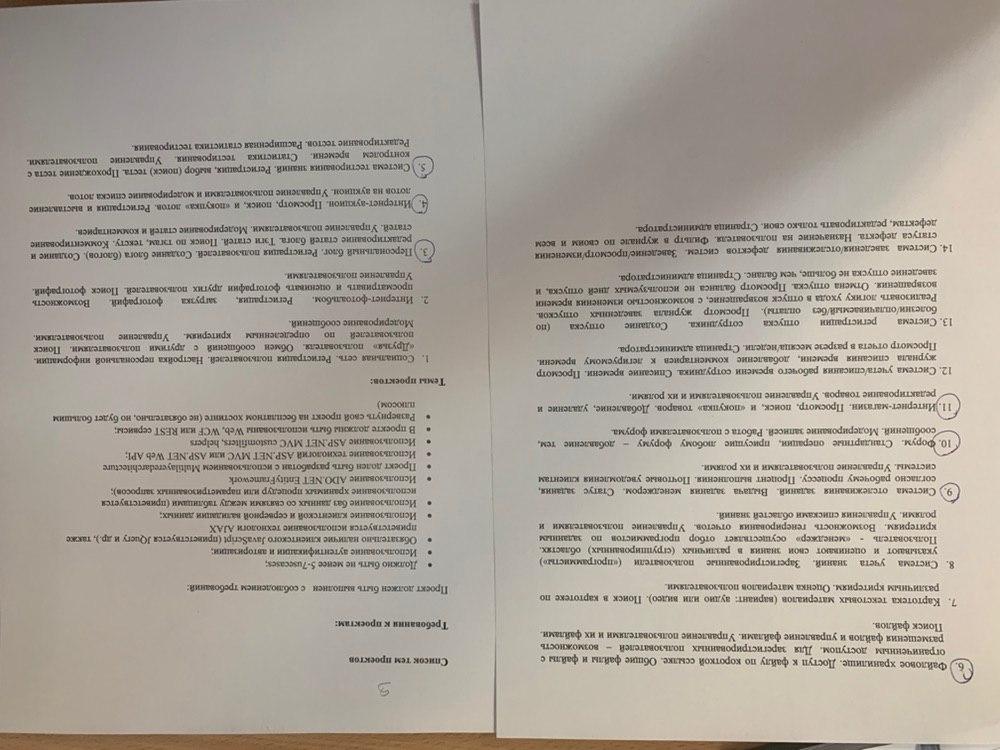 6. Файловое хранилище. Доступ к файлу по короткой ссылке. Общие файлы и файлы с
ограниченным доступом. Для зарегистрированных пользователей – возможность
размещения файлов и управление файлами. Управление пользователями и их файлами.
Поиск файлов.
7. Картотека текстовых материалов (вариант: аудио или видео). Поиск в картотеке по
различным критериям. Оценка материалов пользователями.
8. Система учета знаний. Зарегистрированные пользователи («программисты»)
указывают и оценивают свои знания в различных (сгруппированных) областях.
Пользователь - «менеджер» осуществляет отбор программистов по заданным
критериям. Возможность генерирования отчетов. Управление пользователями и
ролями. Управления списками областей знаний.
9. Система отслеживания заданий. Выдача задания менеджером. Статус задания,
согласно рабочему процессу. Процент выполнения. Почтовые уведомления клиентам
системы. Управление пользователями и их ролями.
10. Форум. Стандартные операции, присущие любому форуму – добавление тем,
сообщений. Модерирование записей. Работа с пользователями форума.
11. Интернет-магазин. Просмотр, поиск, и «покупка» товаров. Добавление, удаление и
редактирование товаров. Управление пользователями и их ролями.
12. Система учета/списания рабочего времени сотрудника. Списание времени. Просмотр
журнала списания времени, добавление комментариев к легируемому времени.
Просмотр отчета в разрезе месяца/недели. Страница администратора.
13. Система регистрации отпуска сотрудника. Создание отпуска (по
болезни/оплачиваемый/без оплаты). Просмотр журнала заведенных отпусков.
Реализовать логику ухода в отпуск возвращение, с возможностью изменения времени
возвращения. Отмена отпуска. Просмотр баланса не используемых дней отпуска, и
заведение отпуска не больше, чем баланс. Страница администратора.
14. Система заведения/отслеживания дефектов систем. Заведение/просмотр/изменения
статуса дефекта. Назначение на пользователя. Фильтр в журнале по своим и всем
дефектам, редактировать только свои. Страница администратора.
Список тем проектов
Требования к проектам:
Проект должен быть выполнен с соблюдением требований:
• Должно быть не менее 5-7usecases;
• Использование аутентификации и авторизации;
• Обязательно наличие клиентского JavaScript (приветствуется JQuery и др.), также
приветствуется использование технологи AJAX
• Использование клиентской и серверной валидации данных;
• Использование баз данных со связями между таблицами (приветствуется
использование хранимых процедур или параметризованных запросов);
• Использование ADO.NET EntityFramework
• Проект долен быть разработан с использованием Multilayeredarchitecture
• Использование технологий ASP.NET MVC или ASP.NET Web API;
• Использование ASP.NET MVC customfilters, helpers
• В проекте должны быть использованы Web, WCF или REST сервисы;
• Развернуть свой проект на бесплатном хостинге (не обязательно, но будет большим
плюсом)
Темы проектов:
1. Социальная сеть. Регистрация пользователей. Настройка персональной информации.
«Друзья» пользователя. Обмен сообщений с другими пользователями. Поиск
пользователей по определенным критериям. Управление пользователями.
Модерирование сообщений.
2. Интернет-фотоальбом. Регистрация, загрузка фотографий. Возможность
просматривать и оценивать фотографии других пользователей. Поиск фотографий.
Управление пользователями.
3. Персональный блог. Регистрация пользователей. Создание блога (блогов). Создание и
редактирование статей блога. Тэги статей. Поиск по тэгам, тексту. Комментирование
статей. Управление пользователями. Модерирование статей и комментариев.
4. Интернет-аукцион. Просмотр, поиск, и «покупка» лотов. Регистрация и выставление
лотов на аукцион. Управление пользователями и модерирование списка лотов.
5. Система тестирования знаний. Регистрация, выбор (поиск) теста. Прохождение теста с
контролем времени. Статистика тестирования. Управление пользователями.
Редактирование тестов. Расширенная статистика тестирования.